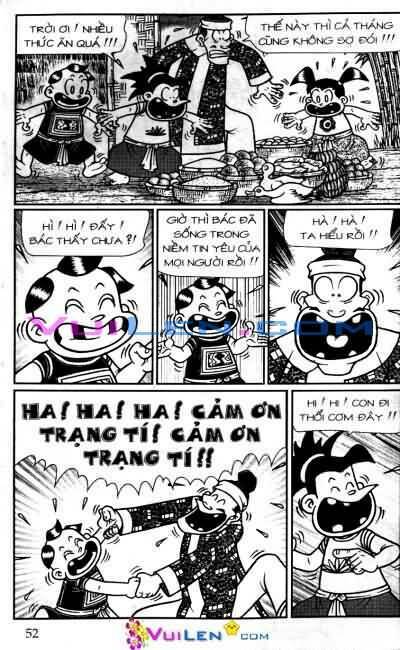 TRỜI ƠI! NHIỀU
THỨC ĂN QUÁ!!!
THẾ NÀY THÌ CẢ THÁNG
CŨNG KHÔNG SỢ ĐÓI!!!
HÌ! HÌ! ĐẤY!
BÁC THẤY CHƯA?!
GIỜ THÌ BÁC ĐÃ
SỐNG TRONG
NIỀM TIN YÊU CỦA
MỌI NGƯỜI RỒI!!
HÀ! HÀ!
TA HIỂU RỒI!!
VUILEN.COM
HA! HA! HA! CẢM ƠN
TRẠNG TÍ! CẢM ƠN
TRẠNG TÍ!!
HI! HI! CON ĐI
THỔI CƠM ĐÂY!!
52
VUILEN.COM